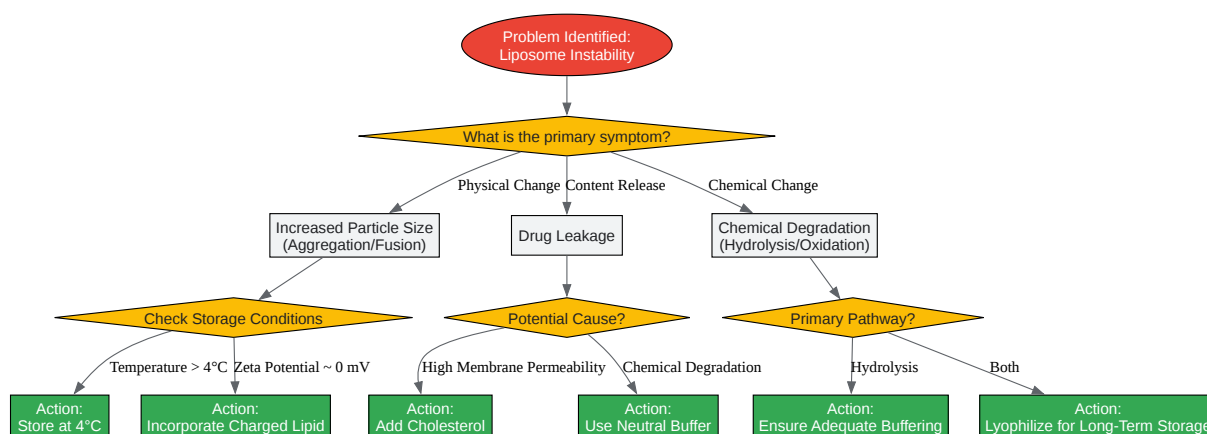 Problem Identified:
Liposome Instability
What is the primary symptom?
Physical Change
Content Release
Chemical Change
Increased Particle Size
(Aggregation/Fusion)
Drug Leakage
Chemical Degradation
(Hydrolysis/Oxidation)
Check Storage Conditions
Potential Cause?
Primary Pathway?
Temperature > 4°C
Zeta Potential ~ 0 mV
High Membrane Permeability
Chemical Degradation
Hydrolysis
Both
Action:
Store at 4°C
Action:
Incorporate Charged Lipid
Action:
Add Cholesterol
Action:
Use Neutral Buffer
Action:
Ensure Adequate Buffering
Action:
Lyophilize for Long-Term Storage